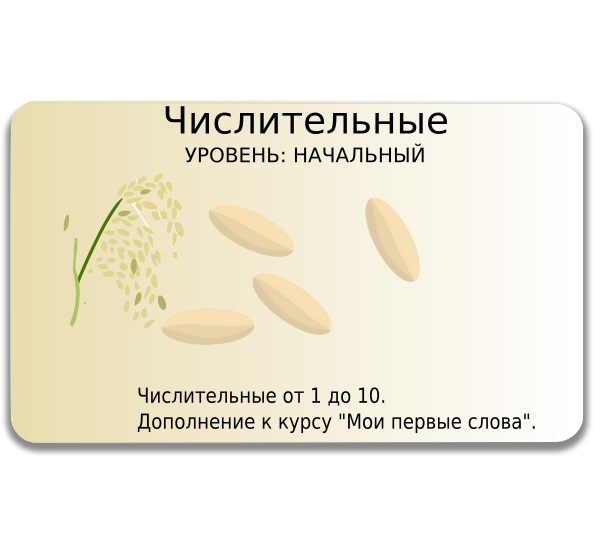 Числительные
УРОВЕНЬ: НАЧАЛЬНЫЙ
Числительные от 1 до 10.
Дополнение к курсу "Мои первые слова".